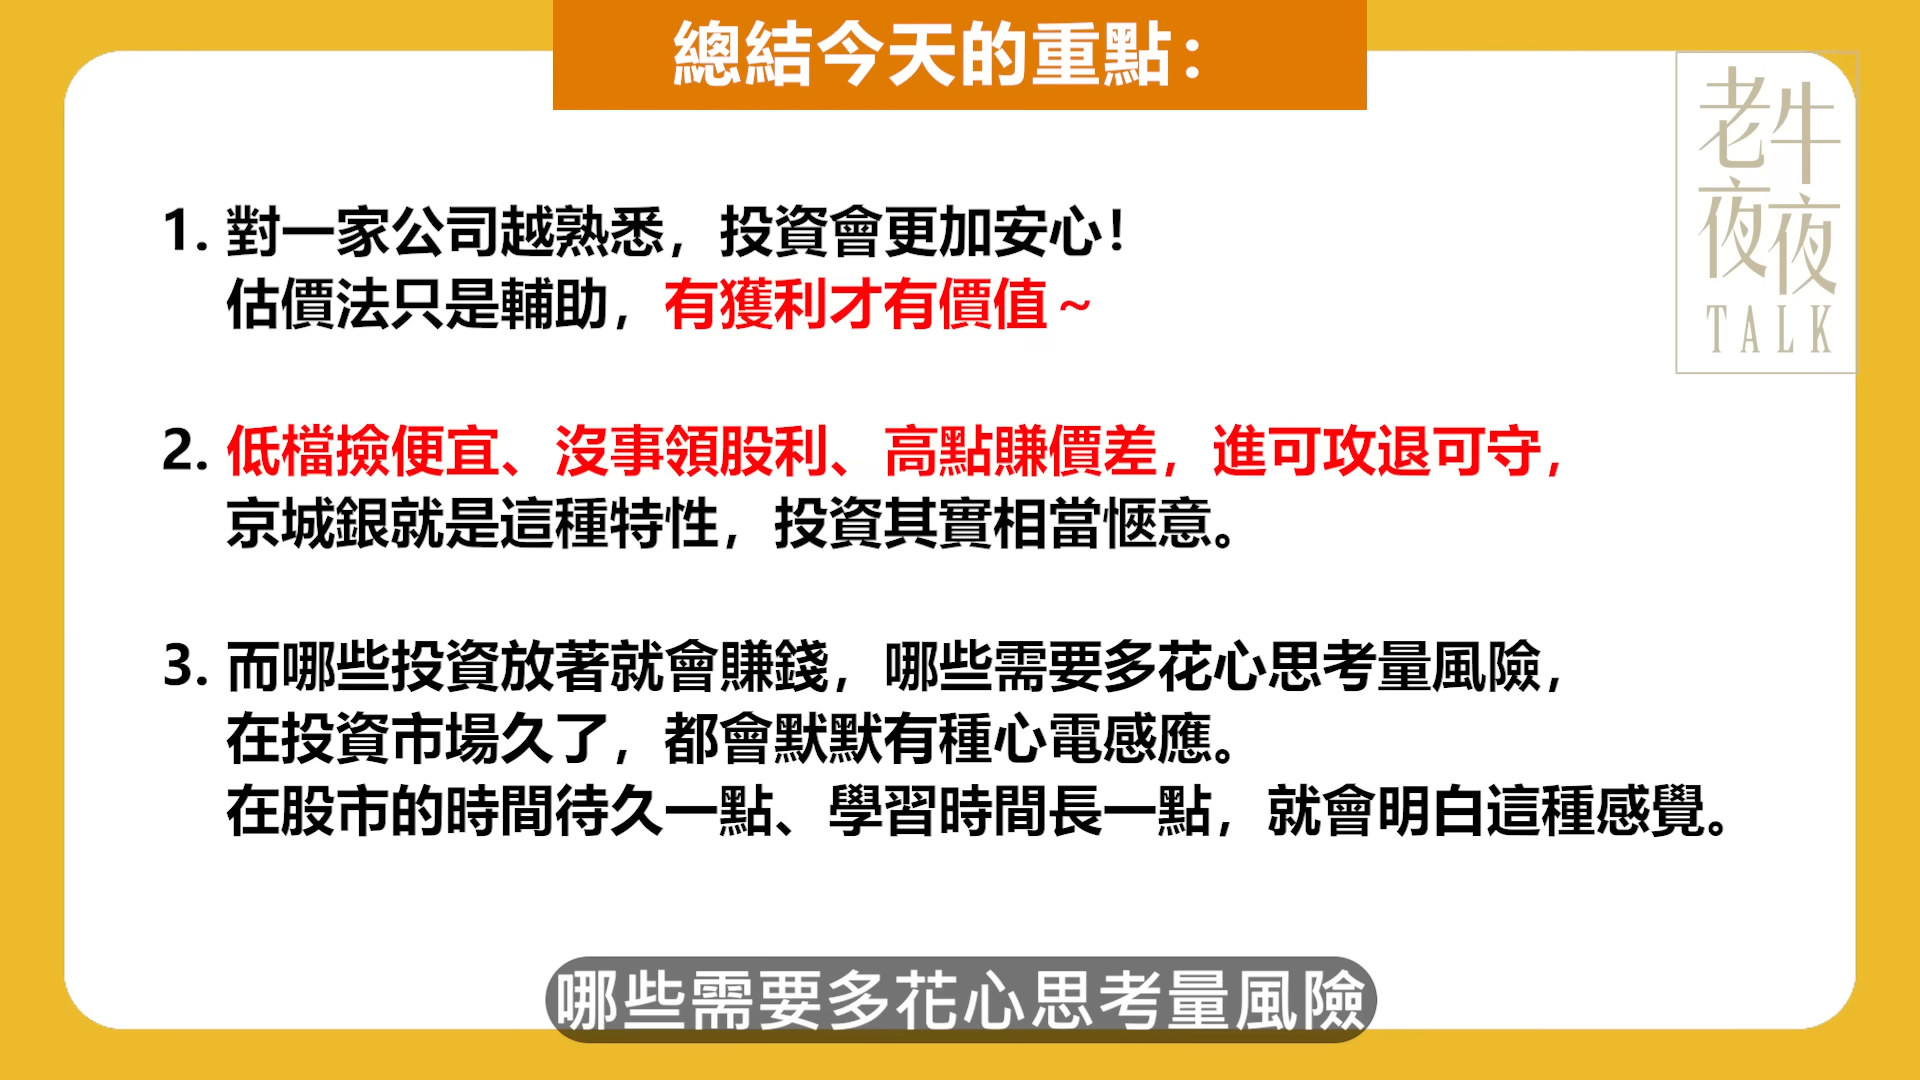 總結今天的重點：
老牛
夜夜
TALK
1. 對一家公司越熟悉，投資會更加安心！
估價法只是輔助，有獲利才有價值～
2. 低檔撿便宜、沒事領股利、高點賺價差，進可攻退可守，
京城銀就是這種特性，投資其實相當愜意。
3. 而哪些投資放著就會賺錢，哪些需要多花心思考量風險，
在投資市場久了，都會默默有種心電感應。
在股市的時間待久一點、學習時間長一點，就會明白這種感覺。
哪些需要多花心思考量風險